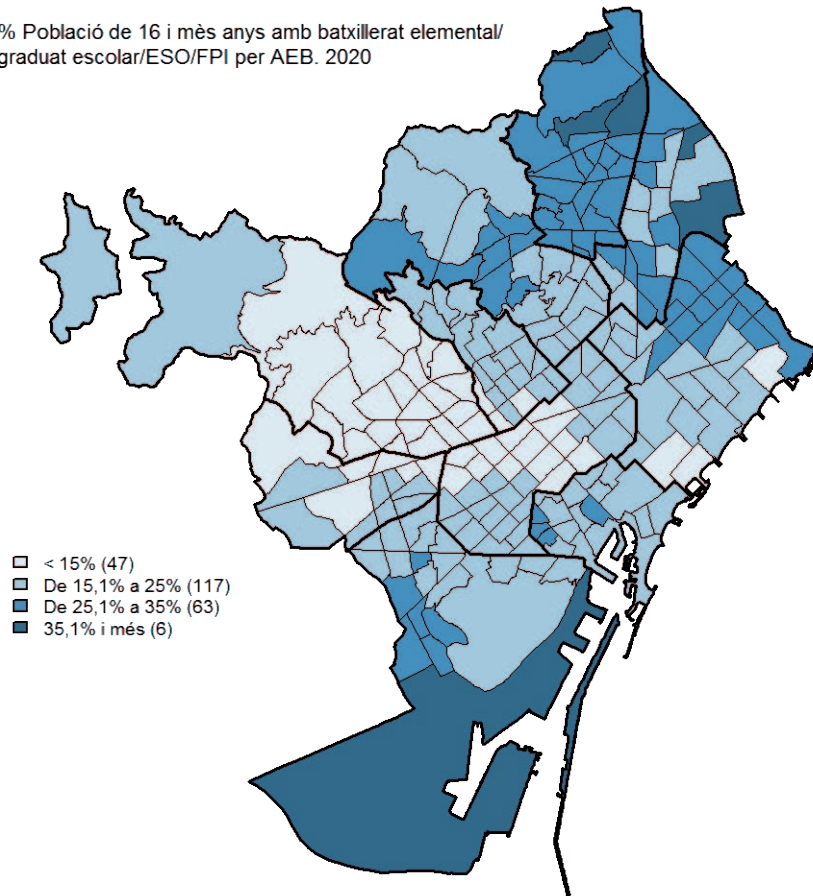 % Població de 16 i mès anys amb batxillerat elemental/
graduat escolar/ESO/FPI per AEB. 2020
< 15% (47)
De 15,1% a 25% (117)
De 25,1% a 35% (63)
35,1% i més (6)